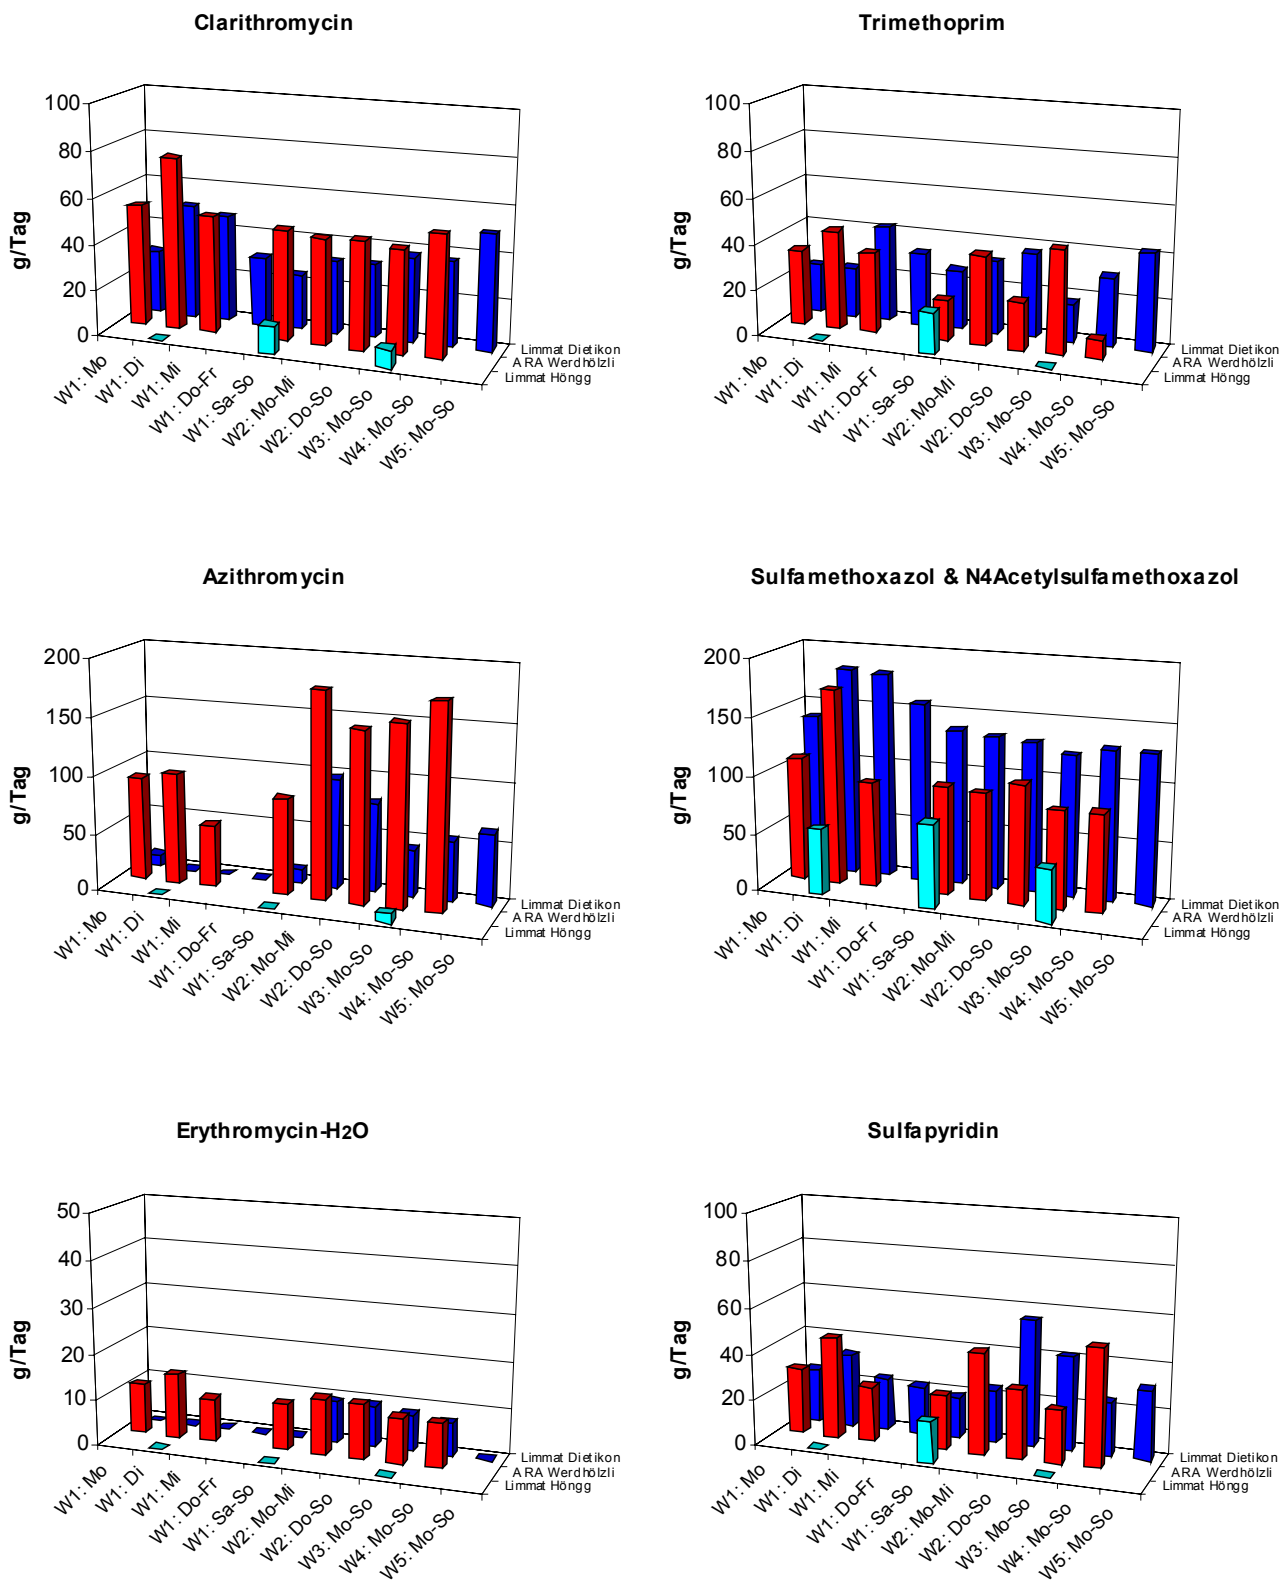 Clarithromycin
100
80
60
40
20
0
g/Tag
W1: Mo
W1: Di
W1: Mi
W1: Do-Fr
W1: Sa-So
W2: Mo-Mi
W2: Do-So
W3: Mo-So
W4: Mo-So
W5: Mo-So
Limmat Dietikon
ARA Werdhölzli
Limmat Höngg
Trimethoprim
100
80
60
40
20
0
g/Tag
W1: Mo
W1: Di
W1: Mi
W1: Do-Fr
W1: Sa-So
W2: Mo-Mi
W2: Do-So
W3: Mo-So
W4: Mo-So
W5: Mo-So
Limmat Dietikon
ARA Werdhölzli
Limmat Höngg
Azithromycin
200
150
100
50
0
g/Tag
W1: Mo
W1: Di
W1: Mi
W1: Do-Fr
W1: Sa-So
W2: Mo-Mi
W2: Do-So
W3: Mo-So
W4: Mo-So
W5: Mo-So
Limmat Dietikon
ARA Werdhölzli
Limmat Höngg
Sulfamethoxazol & N4Acetylsulfamethoxazol
200
150
100
50
0
g/Tag
W1: Mo
W1: Di
W1: Mi
W1: Do-Fr
W1: Sa-So
W2: Mo-Mi
W2: Do-So
W3: Mo-So
W4: Mo-So
W5: Mo-So
Limmat Dietikon
ARA Werdhölzli
Limmat Höngg
Erythromycin-H2O
50
40
30
20
10
0
g/Tag
W1: Mo
W1: Di
W1: Mi
W1: Do-Fr
W1: Sa-So
W2: Mo-Mi
W2: Do-So
W3: Mo-So
W4: Mo-So
W5: Mo-So
Limmat Dietikon
ARA Werdhölzli
Limmat Höngg
Sulfapyridin
100
80
60
40
20
0
g/Tag
W1: Mo
W1: Di
W1: Mi
W1: Do-Fr
W1: Sa-So
W2: Mo-Mi
W2: Do-So
W3: Mo-So
W4: Mo-So
W5: Mo-So
Limmat Dietikon
ARA Werdhölzli
Limmat Höngg